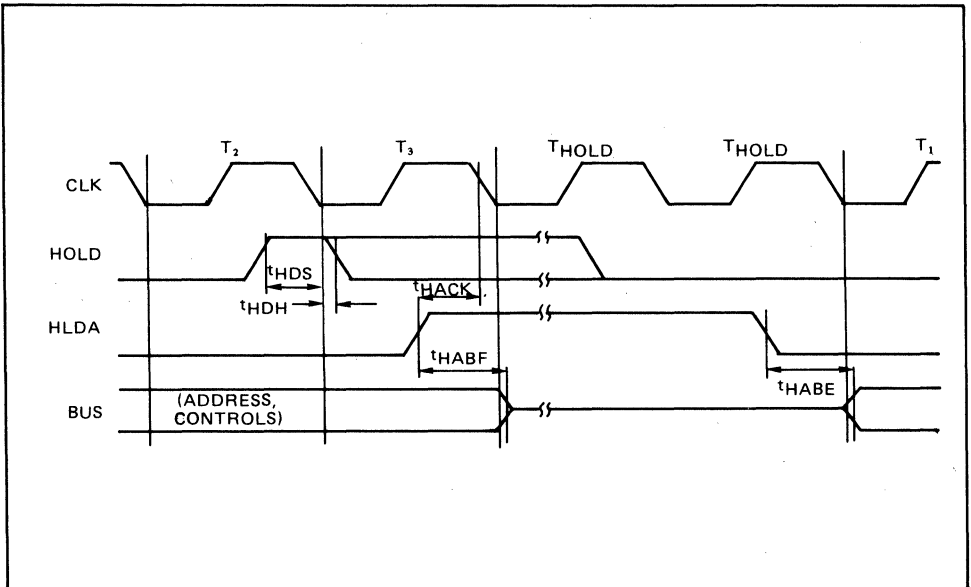 T₂ T₃ THOLD THOLD T₁
CLK
HOLD
tHDS
tHDH
tHACK
HLDA
tHABF
tHABE
BUS
(ADDRESS,
CONTROLS)